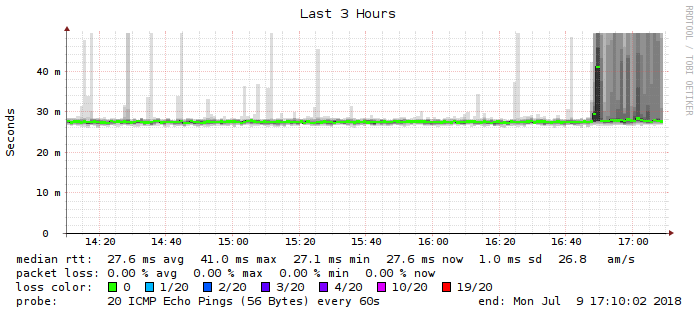 Last 3 Hours
RRDTOOL / TOBI OETIKER
Seconds
40 m
30 m
20 m
10 m
0
14:20 14:40 15:00 15:20 15:40 16:00 16:20 16:40 17:00
median rtt: 27.6 ms avg 41.0 ms max 27.1 ms min 27.6 ms now 1.0 ms sd 26.8 am/s
packet loss: 0.00 % avg 0.00 % max 0.00 % min 0.00 % now
loss color: 0 1/20 2/20 3/20 4/20 10/20 19/20
probe: 20 ICMP Echo Pings (56 Bytes) every 60s end: Mon Jul 9 17:10:02 2018